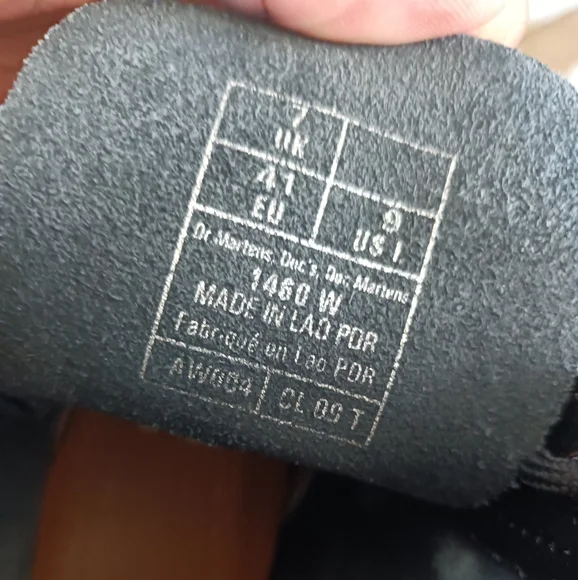 7
UK
41
EU
9
US L
Dr.Martens, Doc's, Doc Martens
1460 W
MADE IN LAO PDR
Fabriqué en Lao PDR
AW004
CL 09 T